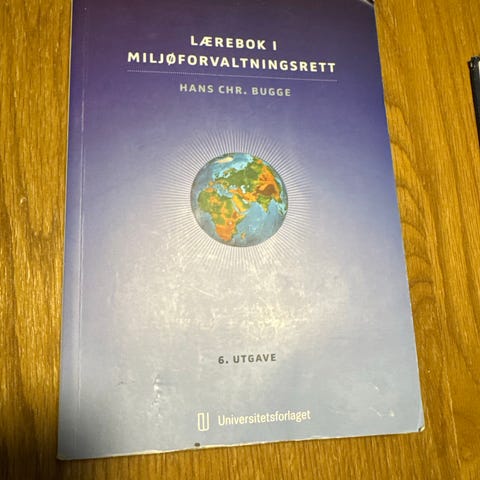 LÆREBOK I
MILJØFORVALTNINGSRETT
HANS CHR. BUGGE
6. UTGAVE
Universitetsforlaget